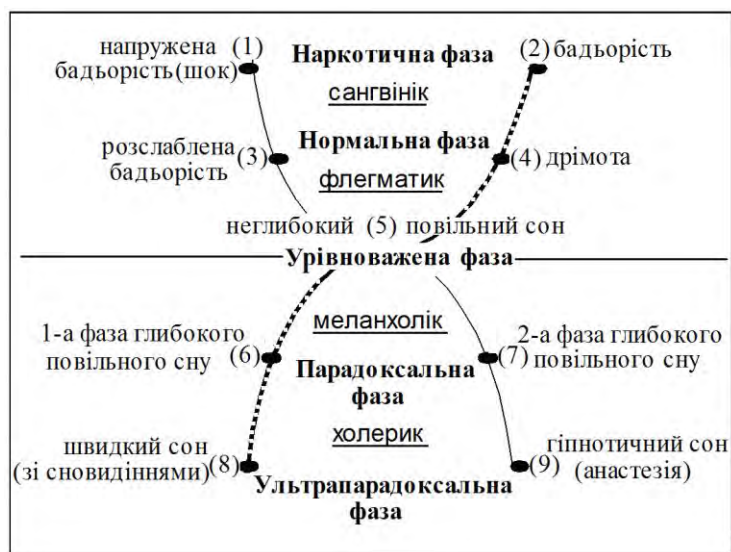 напружена (1)
бадьорість (шок)
Наркотична фаза
(2) бадьорість
сангвінік
розслаблена (3)
бадьорість
Нормальна фаза
(4) дрімота
флегматик
неглибокий (5) повільний сон
Урівноважена фаза
1-а фаза глибокого
повільного сну (6)
меланхолік
2-а фаза глибокого
(7) повільного сну
Парадоксальна
фаза
холерик
швидкий сон
(зі сновидіннями) (8)
гіпнотичний сон
(9) (анастезія)
Ультрапарадоксальна
фаза